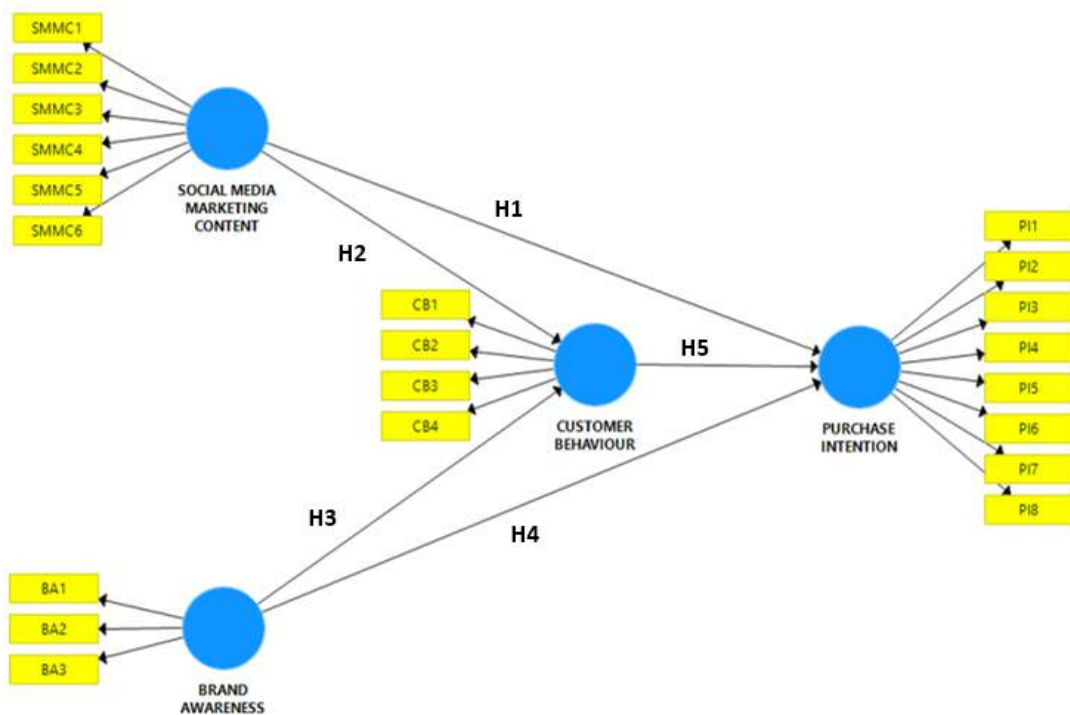 SMMC1
SMMC2
SMMC3
SMMC4
SMMC5
SMMC6
SOCIAL MEDIA
MARKETING
CONTENT
H1
H2
CB1
CB2
CB3
CB4
CUSTOMER
BEHAVIOUR
H5
PI1
PI2
PI3
PI4
PI5
PI6
PI7
PI8
PURCHASE
INTENTION
H3
H4
BA1
BA2
BA3
BRAND
AWARENESS